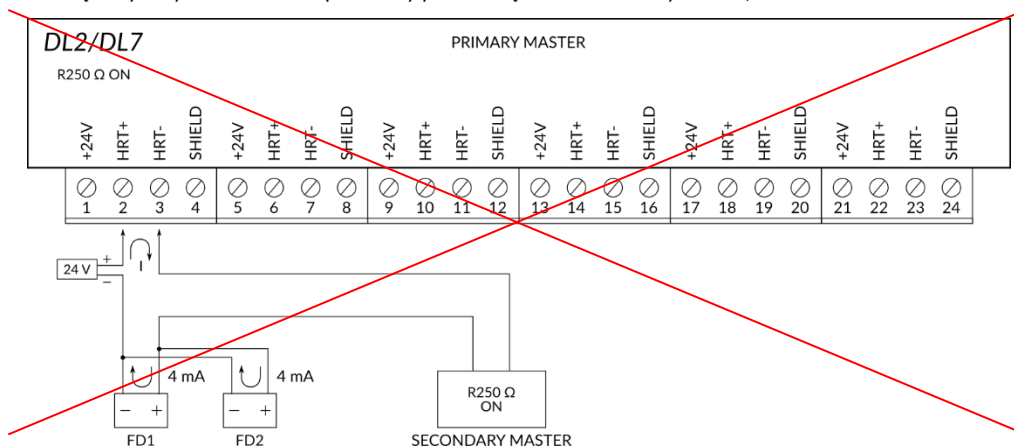 DL2/DL7
PRIMARY MASTER
R250 Ω ON
+24V HRT+ HRT- SHIELD +24V HRT+ HRT- SHIELD +24V HRT+ HRT- SHIELD +24V HRT+ HRT- SHIELD +24V HRT+ HRT- SHIELD +24V HRT+ HRT- SHIELD
1 2 3 4 5 6 7 8 9 10 11 12 13 14 15 16 17 18 19 20 21 22 23 24
24 V + − I
4 mA 4 mA
− + − +
R250 Ω
ON
FD1 FD2 SECONDARY MASTER